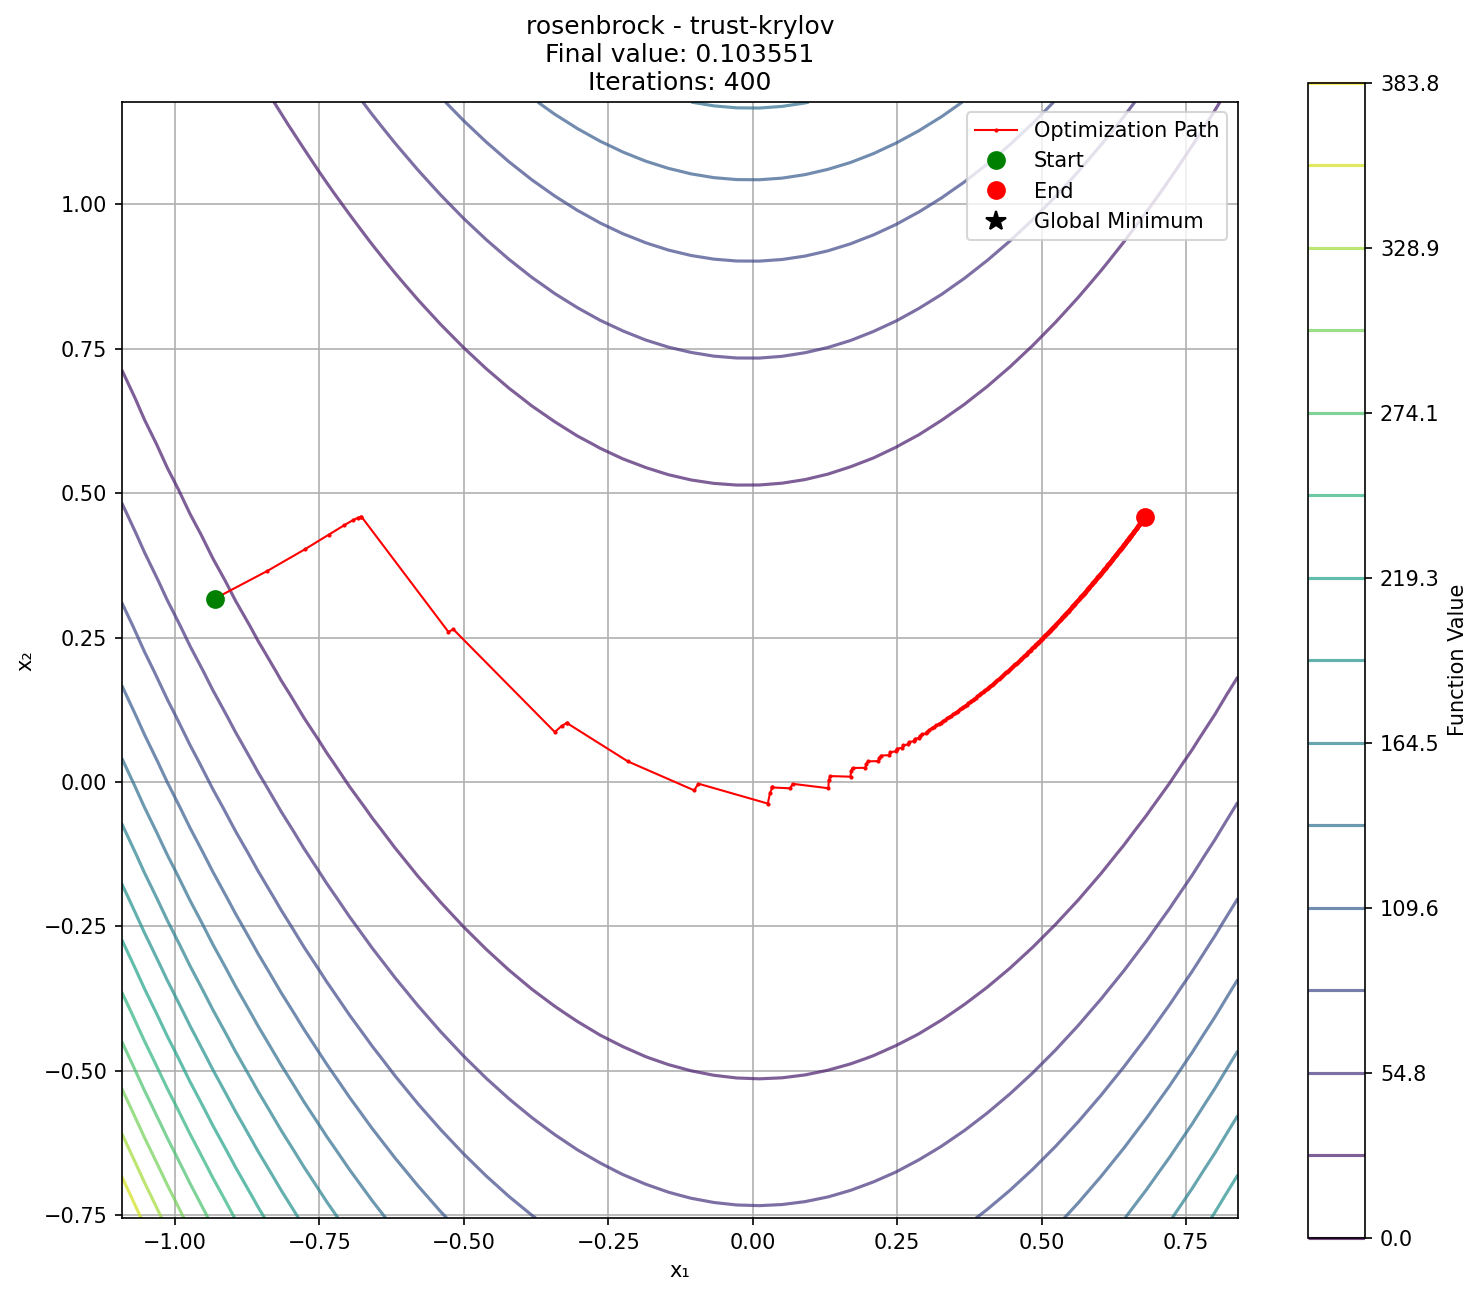 rosenbrock - trust-krylov
Final value: 0.103551
Iterations: 400
Optimization Path
Start
End
Global Minimum
1.00
0.75
0.50
0.25
0.00
−0.25
−0.50
−0.75
x₂
−1.00
−0.75
−0.50
−0.25
0.00
0.25
0.50
0.75
x₁
383.8
328.9
274.1
219.3
164.5
109.6
54.8
0.0
Function Value